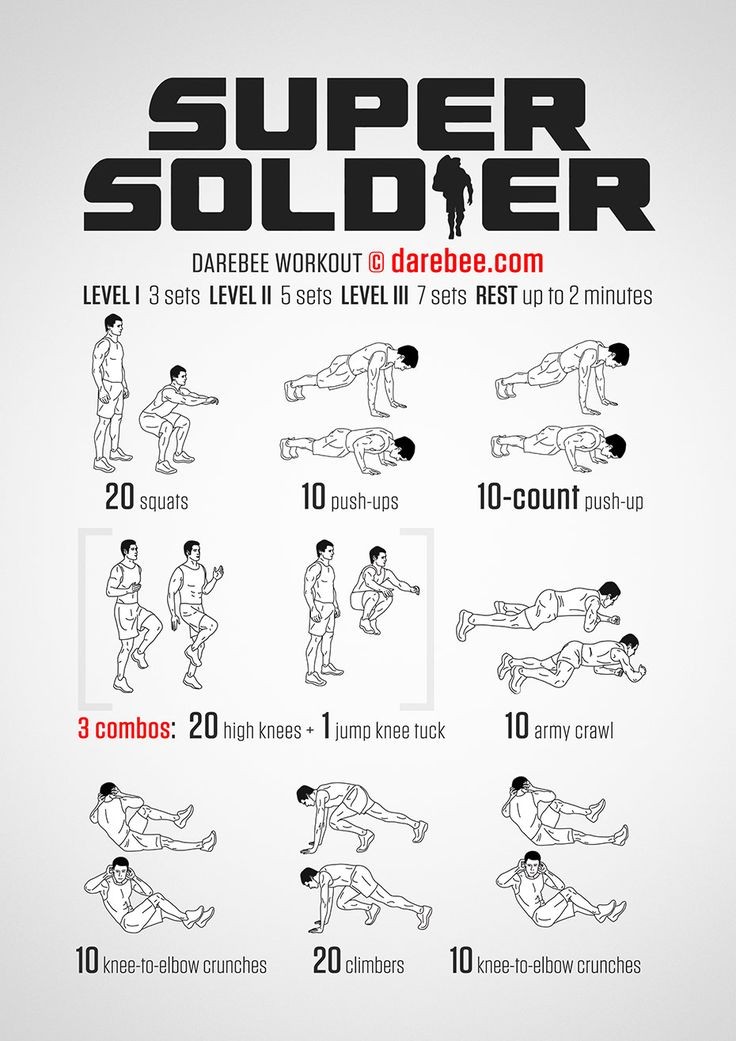 SUPER
SOLDIER
DAREBEE WORKOUT © darebee.com
LEVEL I 3 sets LEVEL II 5 sets LEVEL III 7 sets REST up to 2 minutes
20 squats
10 push-ups
10-count push-up
3 combos: 20 high knees + 1 jump knee tuck
10 army crawl
10 knee-to-elbow crunches
20 climbers
10 knee-to-elbow crunches